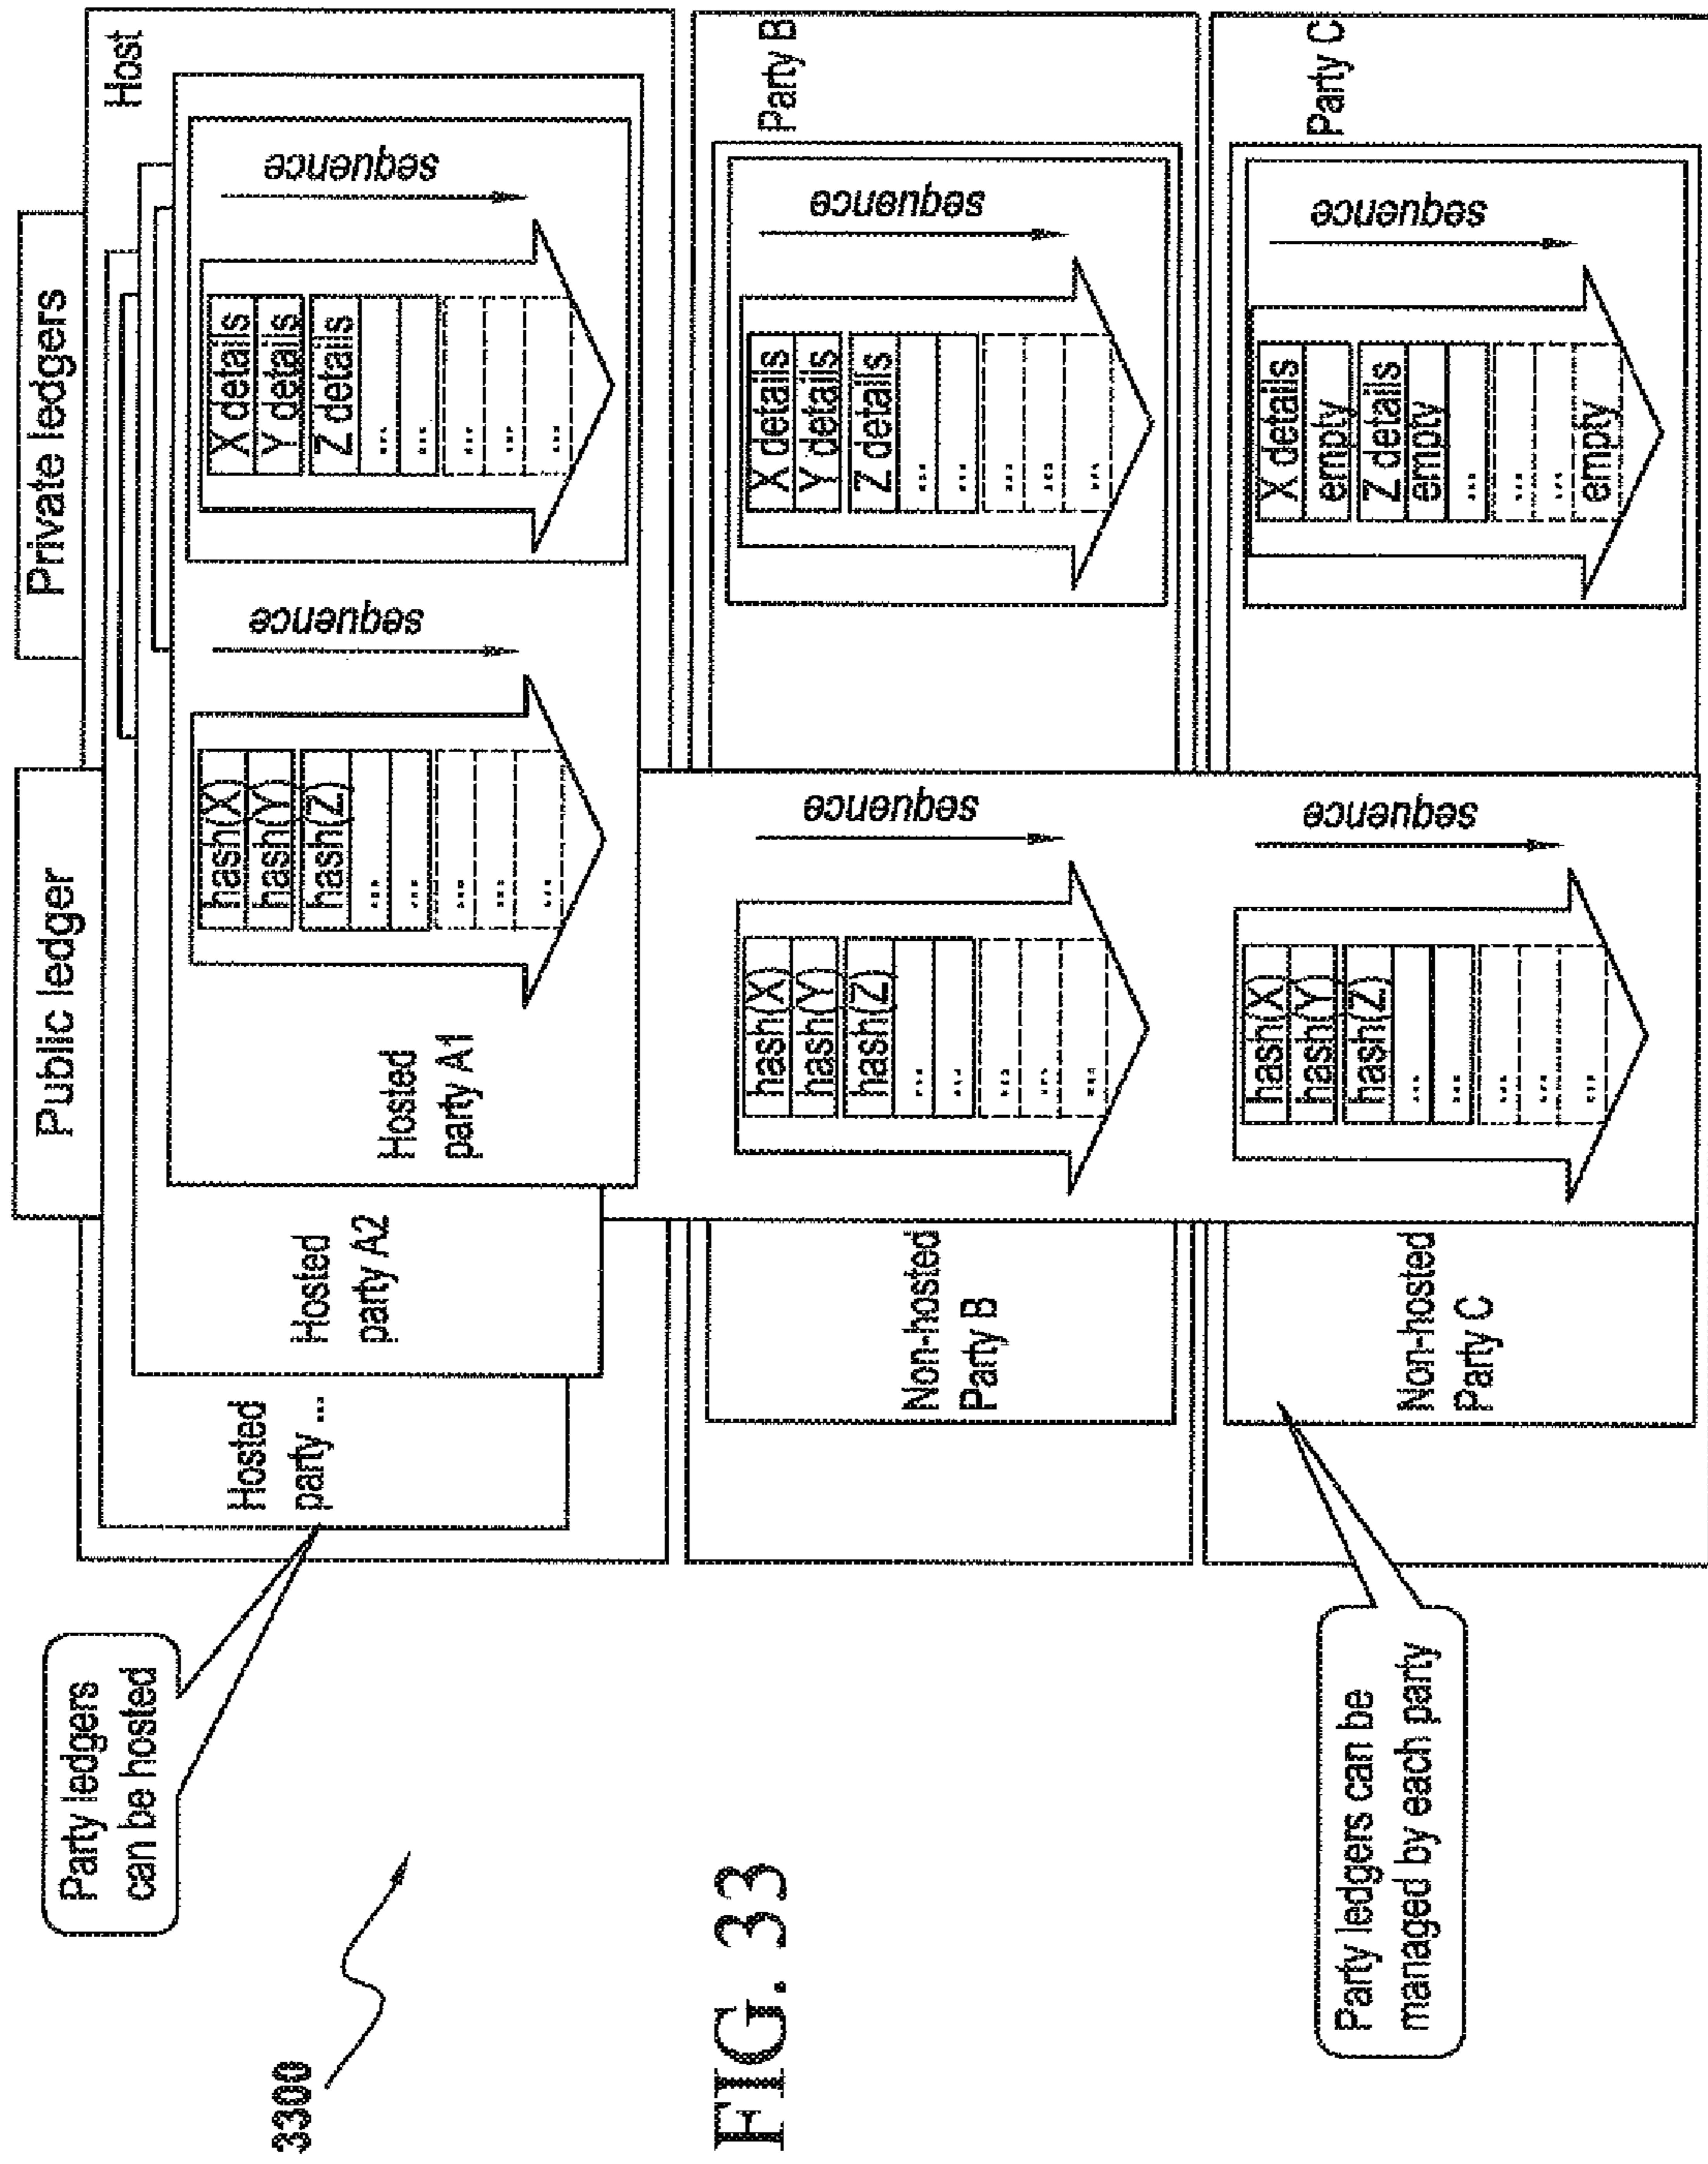 Party ledgers
can be hosted
Public ledger
Private ledgers
Host
Hosted
party ...
Hosted
party A2
Hosted
party A1
hash(X)
hash(Y)
hash(Z)
...
...
...
...
...
sequence
X details
Y details
Z details
...
...
...
...
...
sequence
3300
Party B
Non-hosted
Party B
hash(X)
hash(Y)
hash(Z)
...
...
...
...
...
sequence
X details
Y details
Z details
...
...
...
...
...
sequence
FIG. 33
Party C
Non-hosted
Party C
hash(X)
hash(Y)
hash(Z)
...
...
...
...
...
sequence
X details
empty
Z details
empty
...
...
...
empty
sequence
Party ledgers can be
managed by each party